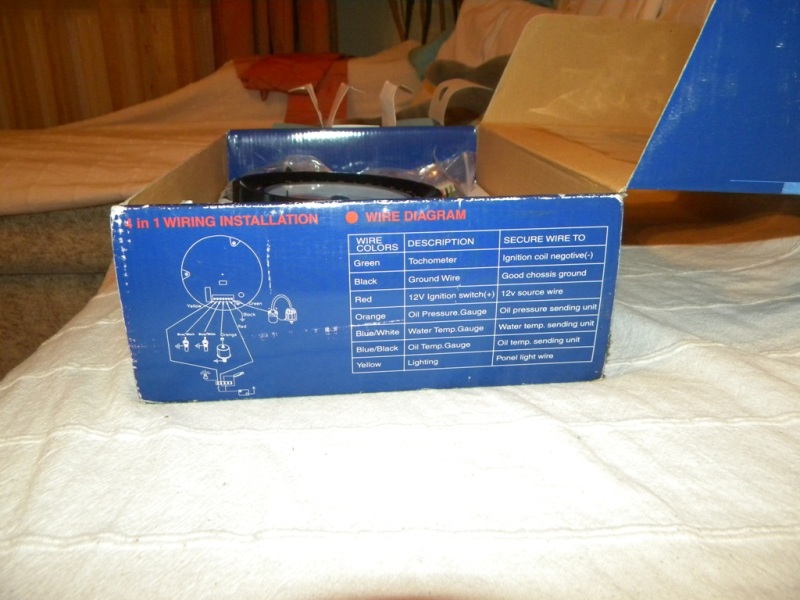 4 in 1 WIRING INSTALLATION
WIRE DIAGRAM
WIRE COLORS DESCRIPTION SECURE WIRE TO
Green Tochometer Ignition coil negotive(-)
Black Ground Wire Good chossis ground
Red 12V Ignition switch(+) 12v source wire
Orange Oil Pressure.Gauge Oil pressure sending unit
Blue/White Water Temp.Gauge Water temp. sending unit
Blue/Black Oil Temp.Gauge Oil temp. sending unit
Yellow Lighting Ponel light wire
Yellow
Green
Black
Red
Orange